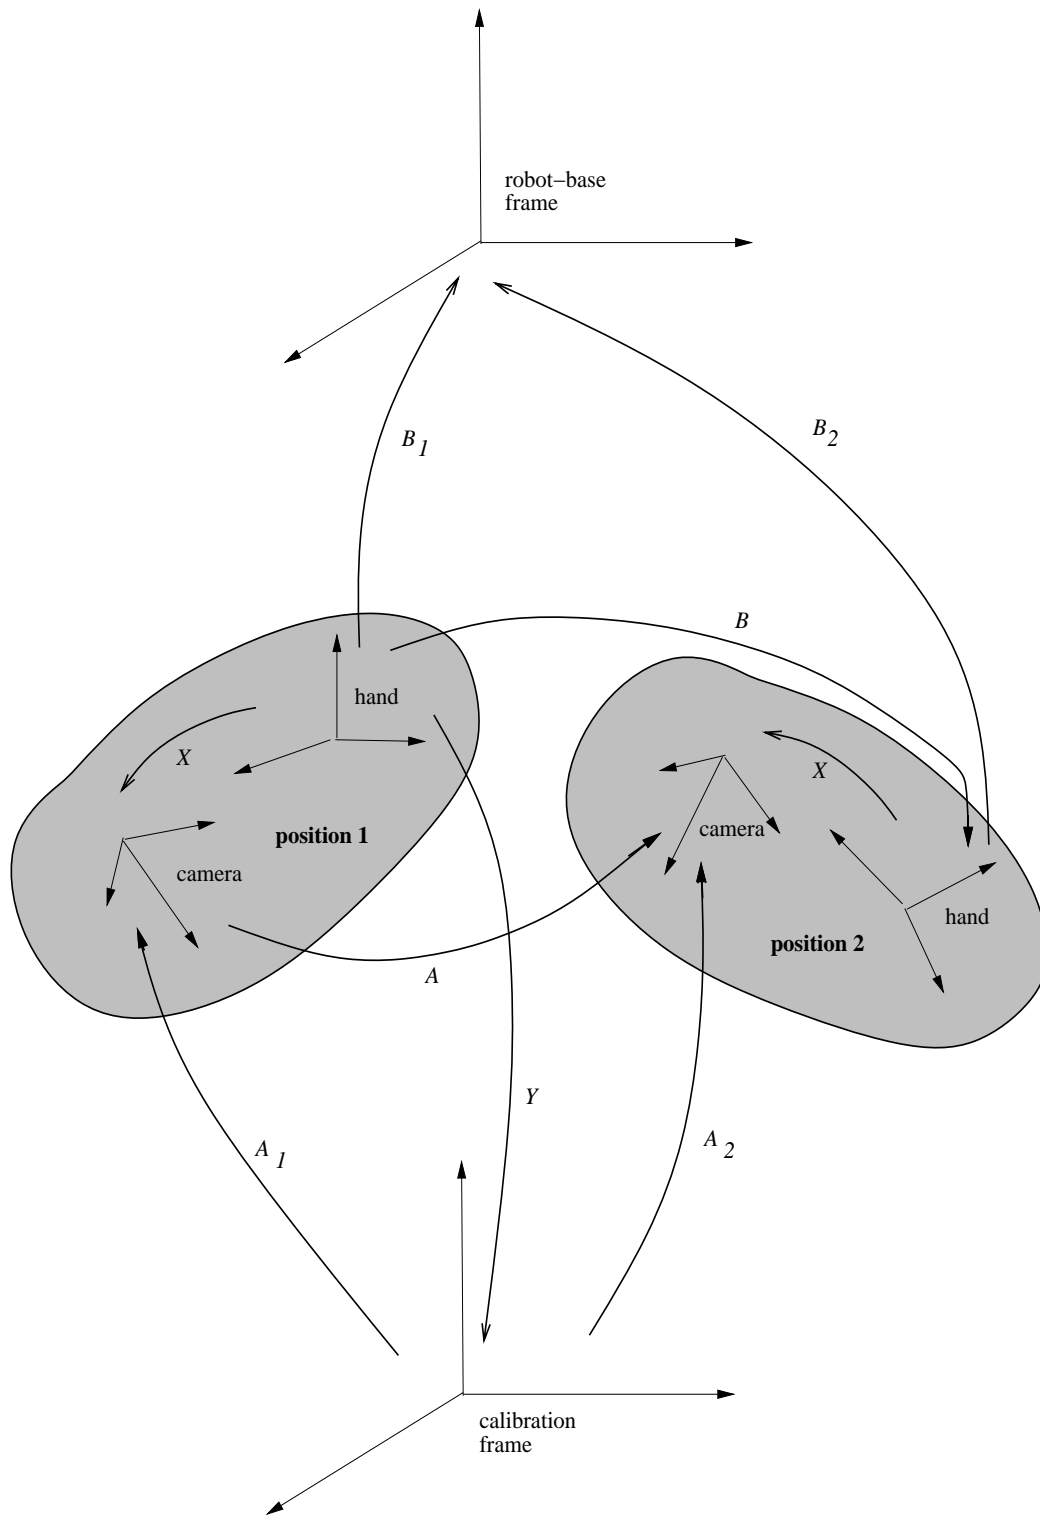 robot−base
frame
B1
B2
B
hand
X
X
position 1
camera
camera
hand
position 2
A
Y
A1
A2
calibration
frame